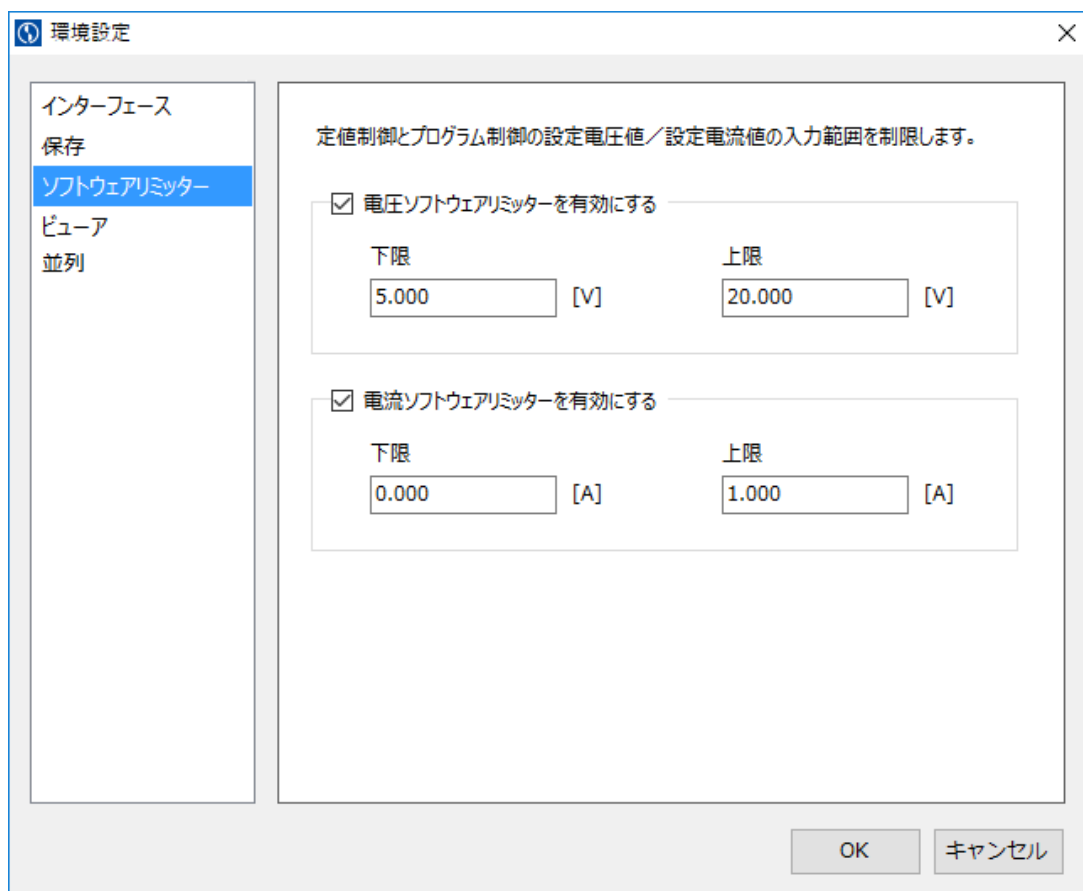 環境設定
インターフェース
保存
ソフトウェアリミッター
ビューア
並列
定値制御とプログラム制御の設定電圧値／設定電流値の入力範囲を制限します。
電圧ソフトウェアリミッターを有効にする
下限 上限
5.000 [V] 20.000 [V]
電流ソフトウェアリミッターを有効にする
下限 上限
0.000 [A] 1.000 [A]
OK キャンセル